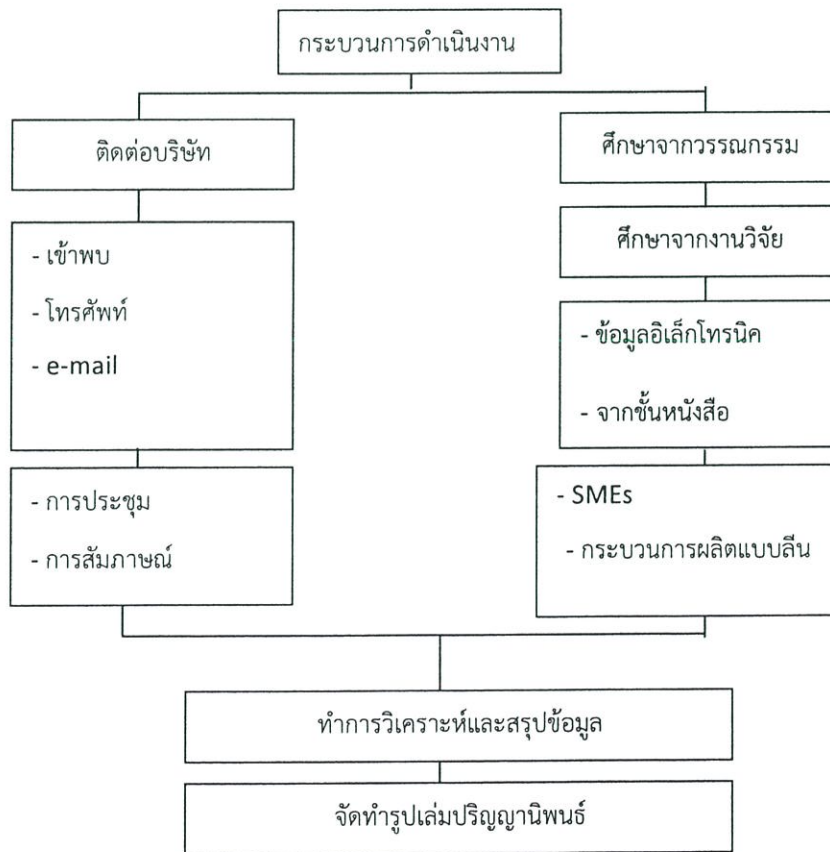 กระบวนการดำเนินงาน
ติดต่อบริษัท
- เข้าพบ
- โทรศัพท์
- e-mail
- การประชุม
- การสัมภาษณ์
ศึกษาจากวรรณกรรม
ศึกษาจากงานวิจัย
- ข้อมูลอิเล็กโทรนิค
- จากชั้นหนังสือ
- SMEs
- กระบวนการผลิตแบบลีน
ทำการวิเคราะห์และสรุปข้อมูล
จัดทำรูปเล่มปริญญานิพนธ์